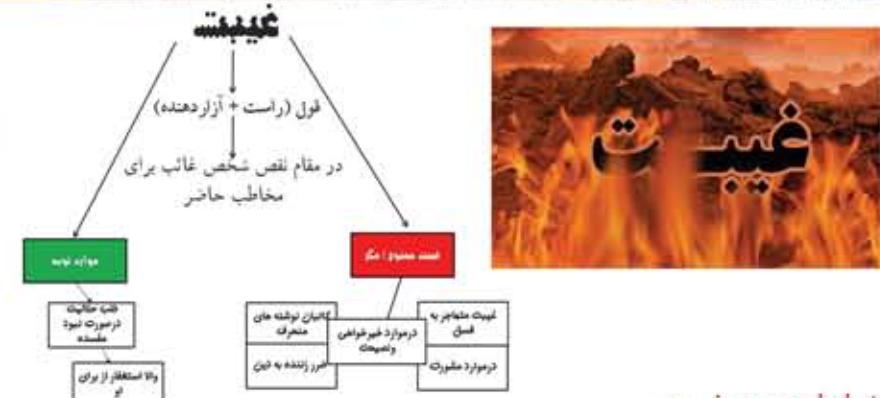 غیبت
قول (راست + آزاردهنده)
در مقام نقص شخص غائب برای
مخاطب حاضر
غیبت
موارد توبه
غیبت ممنوع! مگر
طلب حلالیت
درصورت نبود
مفسده
والا استغفار از برای
او
کاتبان نوشته های
منحرف
ضرر زننده به دین
درموارد خیرخواهی
ونصیحت
غیبت متجاهر به
فسق
درموارد مشورت